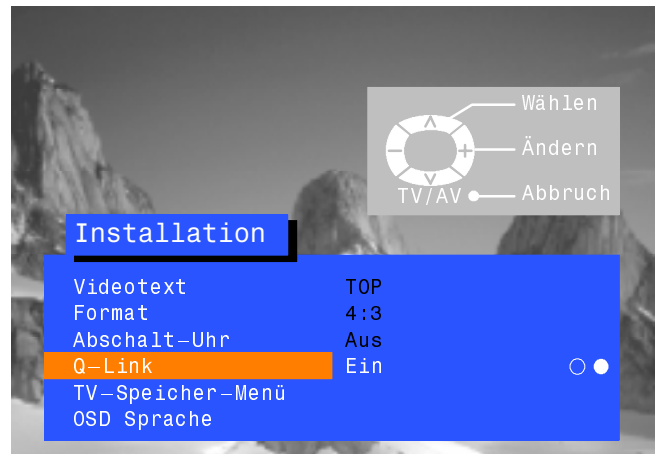 Wählen
Ändern
TV/AV Abbruch
Installation
Videotext TOP
Format 4:3
Abschalt–Uhr Aus
Q–Link Ein
TV–Speicher–Menü
OSD Sprache